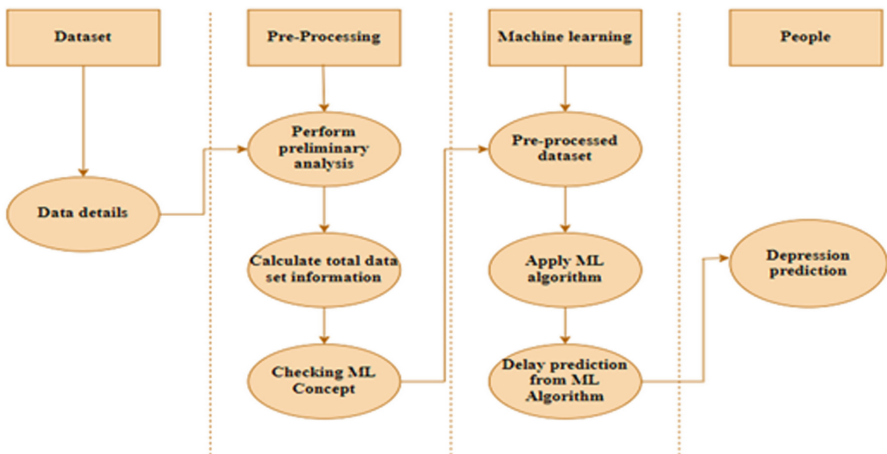 Dataset
Pre-Processing
Machine learning
People
Perform
preliminary
analysis
Pre-processed
dataset
Data details
Calculate total data
set information
Apply ML
algorithm
Depression
prediction
Checking ML
Concept
Delay prediction
from ML
Algorithm